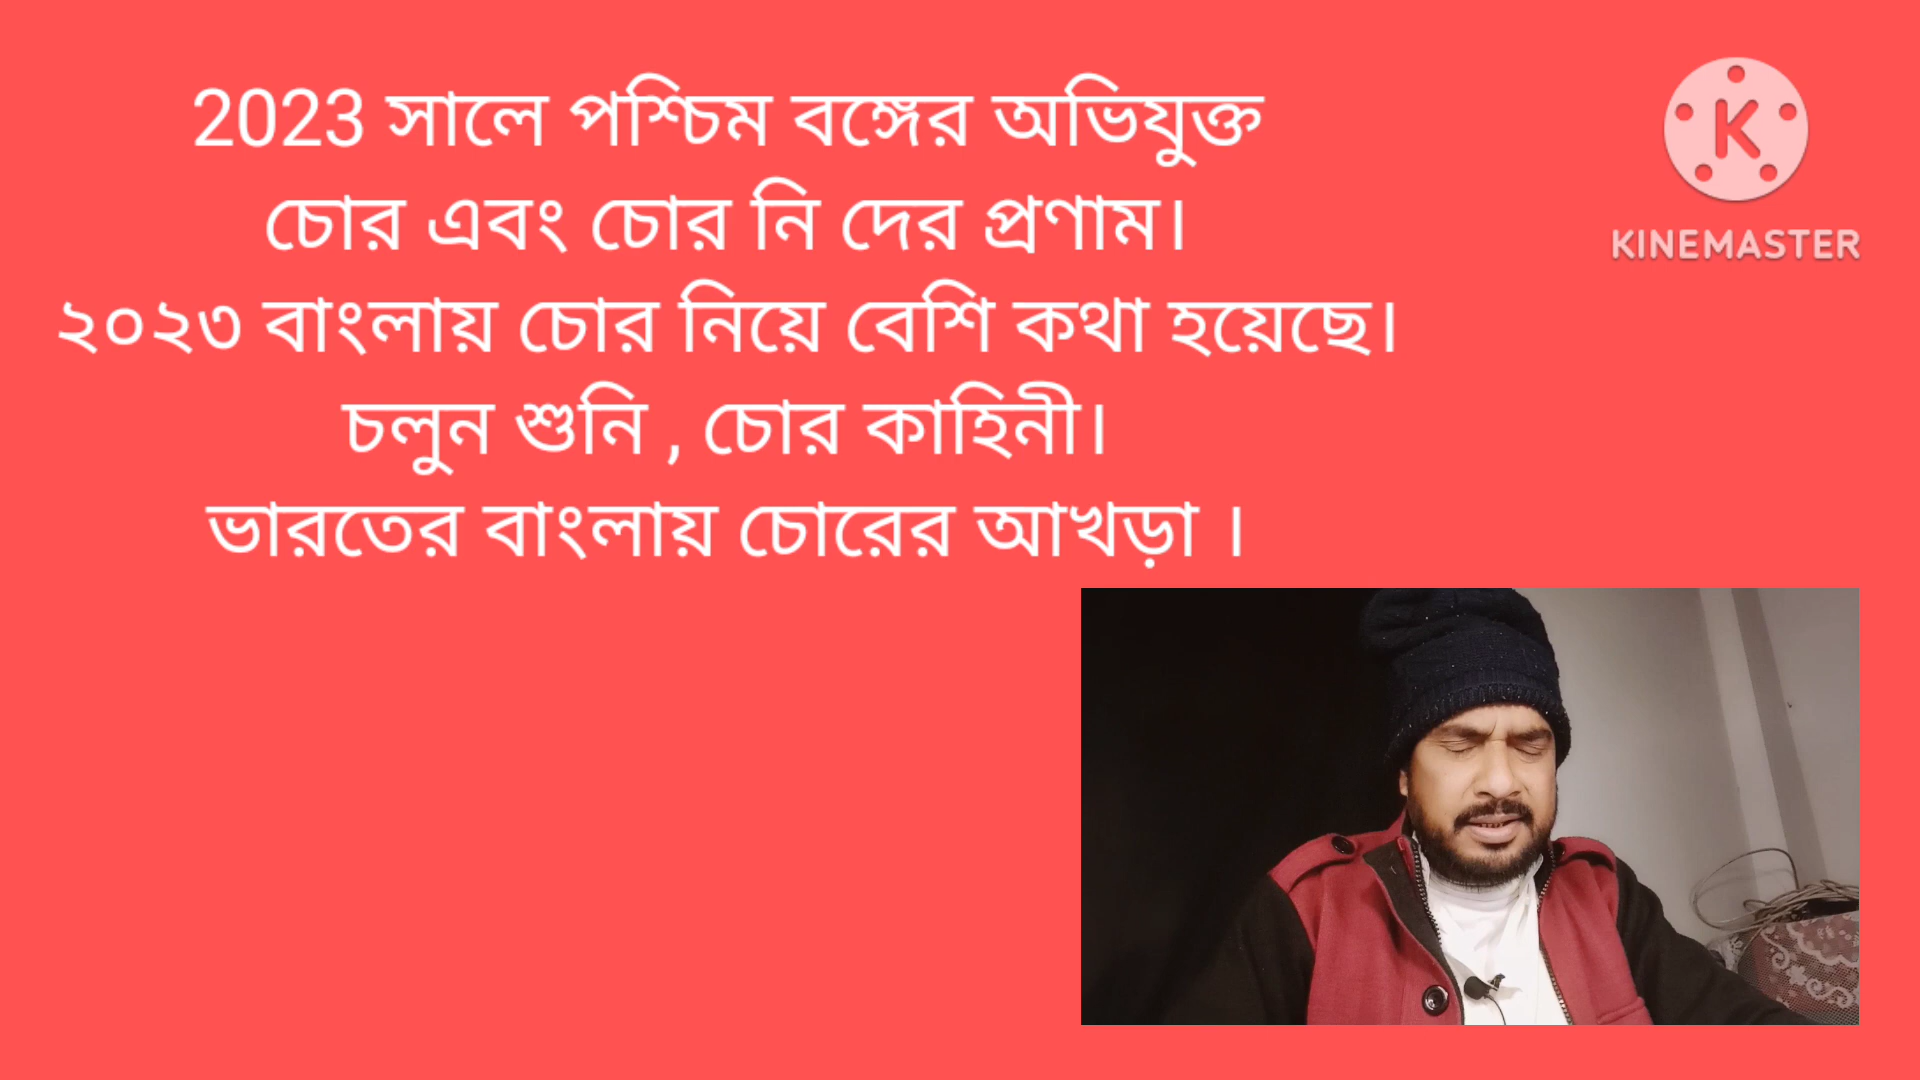 2023 সালে পশ্চিম বঙ্গের অভিযুক্ত
চোর এবং চোর নি দের প্রণাম।
২০২৩ বাংলায় চোর নিয়ে বেশি কথা হয়েছে।
চলুন শুনি , চোর কাহিনী।
ভারতের বাংলায় চোরের আখড়া ।
K
KINEMASTER